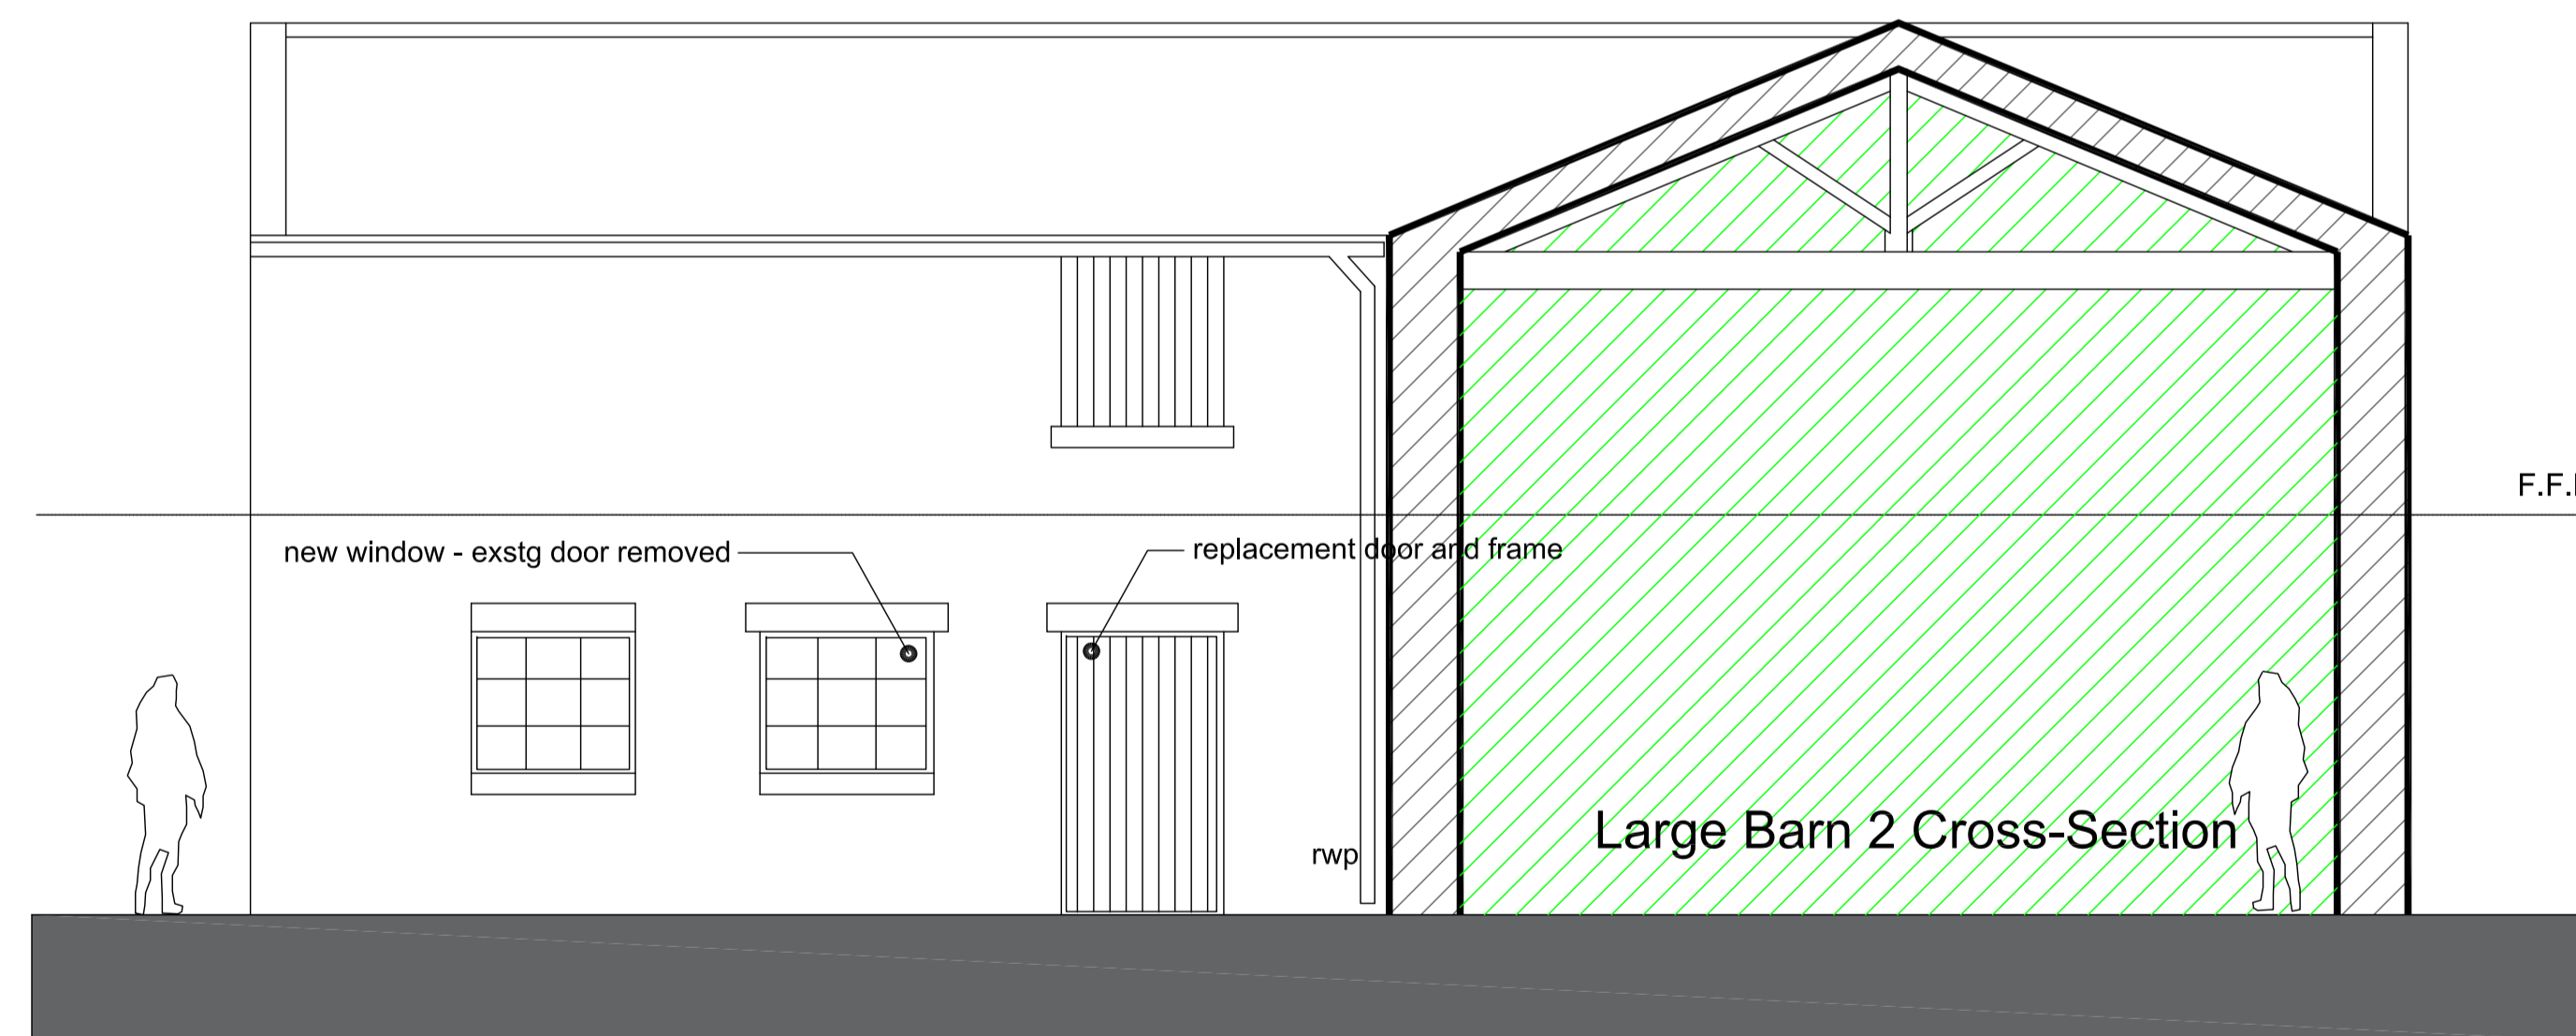 F.F.
new window - exstg door removed
replacement door and frame
Large Barn 2 Cross-Section
rwp